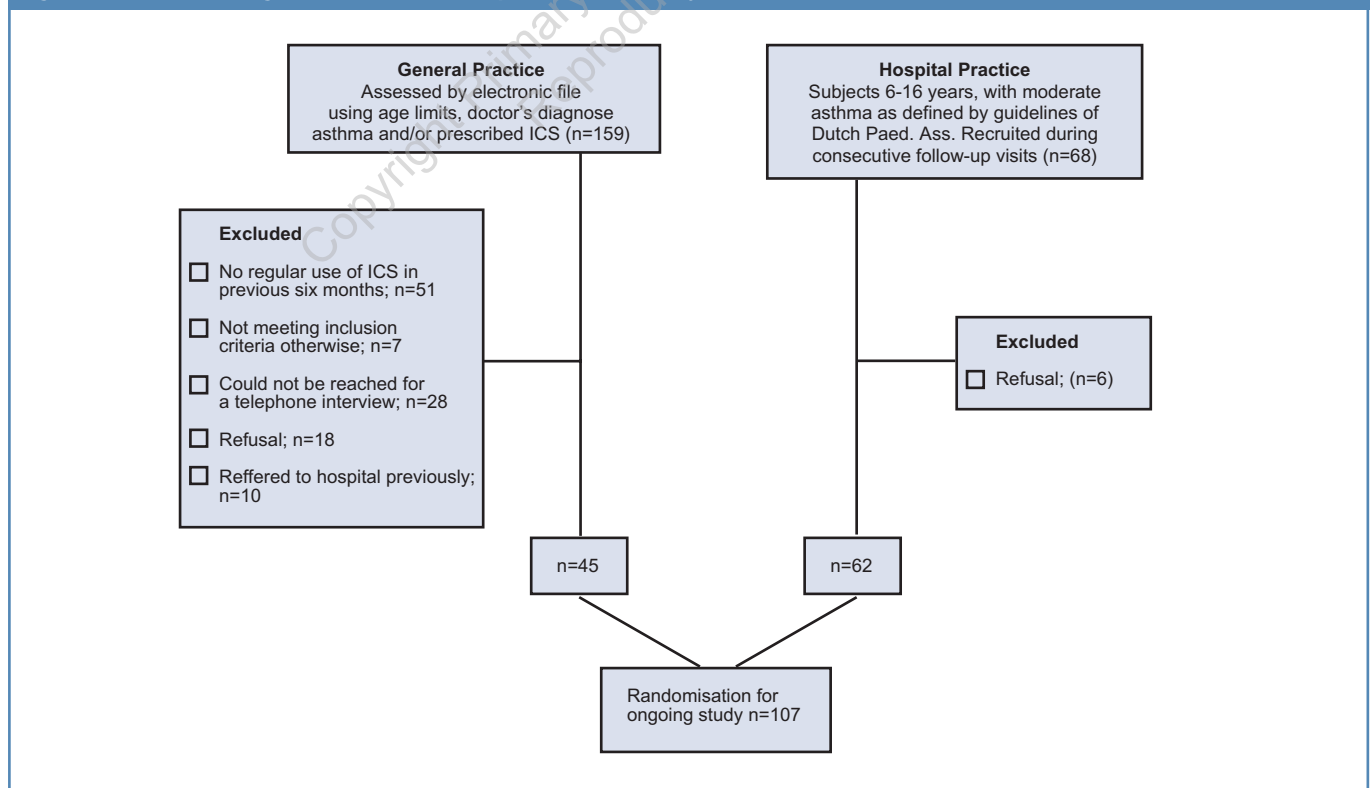 General Practice
Assessed by electronic file
using age limits, doctor's diagnose
asthma and/or prescribed ICS (n=159)
Hospital Practice
Subjects 6-16 years, with moderate
asthma as defined by guidelines of
Dutch Paed. Ass. Recruited during
consecutive follow-up visits (n=68)
Excluded
No regular use of ICS in
previous six months; n=51
Not meeting inclusion
criteria otherwise; n=7
Could not be reached for
a telephone interview; n=28
Refusal; n=18
Reffered to hospital previously;
n=10
Excluded
Refusal; (n=6)
n=45
n=62
Randomisation for
ongoing study n=107
Copyright Primary